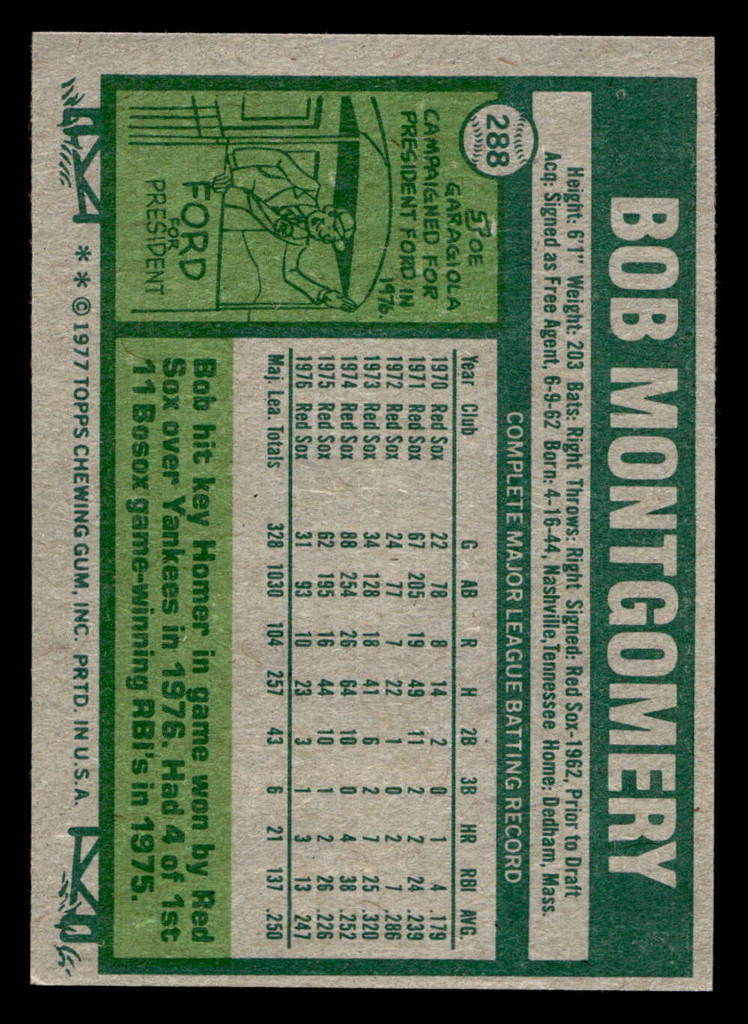 BOB MONTGOMERY
Height: 6'1" Weight: 203 Bats: Right Throws: Right Signed: Red Sox-1962, Prior to Draft
Acq: Signed as Free Agent, 6-9-62 Born: 4-16-44, Nashville, Tennessee Home: Dedham, Mass.
288
COMPLETE MAJOR LEAGUE BATTING RECORD
Year Club G AB R H 2B 3B HR RBI AVG.
1970 Red Sox 22 78 8 14 2 0 1 4 .179
1971 Red Sox 67 205 19 49 11 2 2 24 .239
1972 Red Sox 24 77 7 22 1 0 2 7 .286
1973 Red Sox 34 128 18 41 6 2 7 25 .320
1974 Red Sox 88 254 26 64 10 0 4 38 .252
1975 Red Sox 62 195 16 44 10 1 2 26 .226
1976 Red Sox 31 93 10 23 3 1 3 13 .247
Maj. Lea. Totals 328 1030 104 257 43 6 21 137 .250
JOE
GARAGIOLA
CAMPAIGNED FOR
PRESIDENT FORD IN
1976.
FORD
FOR
PRESIDENT
Bob hit key Homer in game won by Red
Sox over Yankees in 1976. Had 4 of 1st
11 Bosox game-winning RBI's in 1975.
* * © 1977 TOPPS CHEWING GUM, INC. PRTD. IN U.S.A.